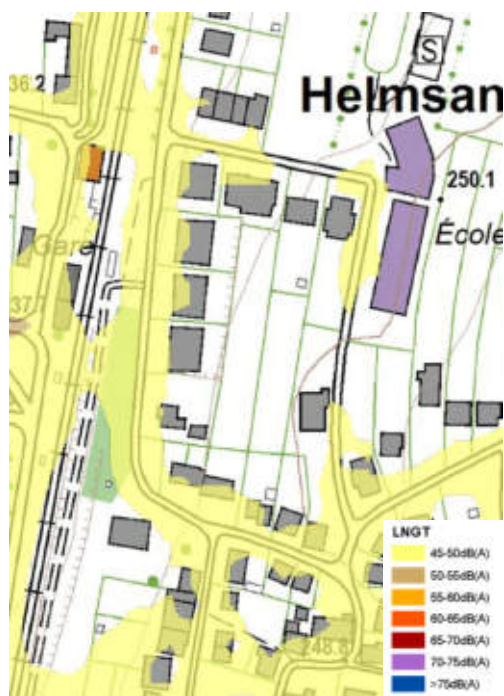 S
Helmsan
36 2
250.1
École
Gare
37.7
248.8
LNGT
45-50dB(A)
50-55dB(A)
55-60dB(A)
60-65dB(A)
65-70dB(A)
70-75dB(A)
>75dB(A)